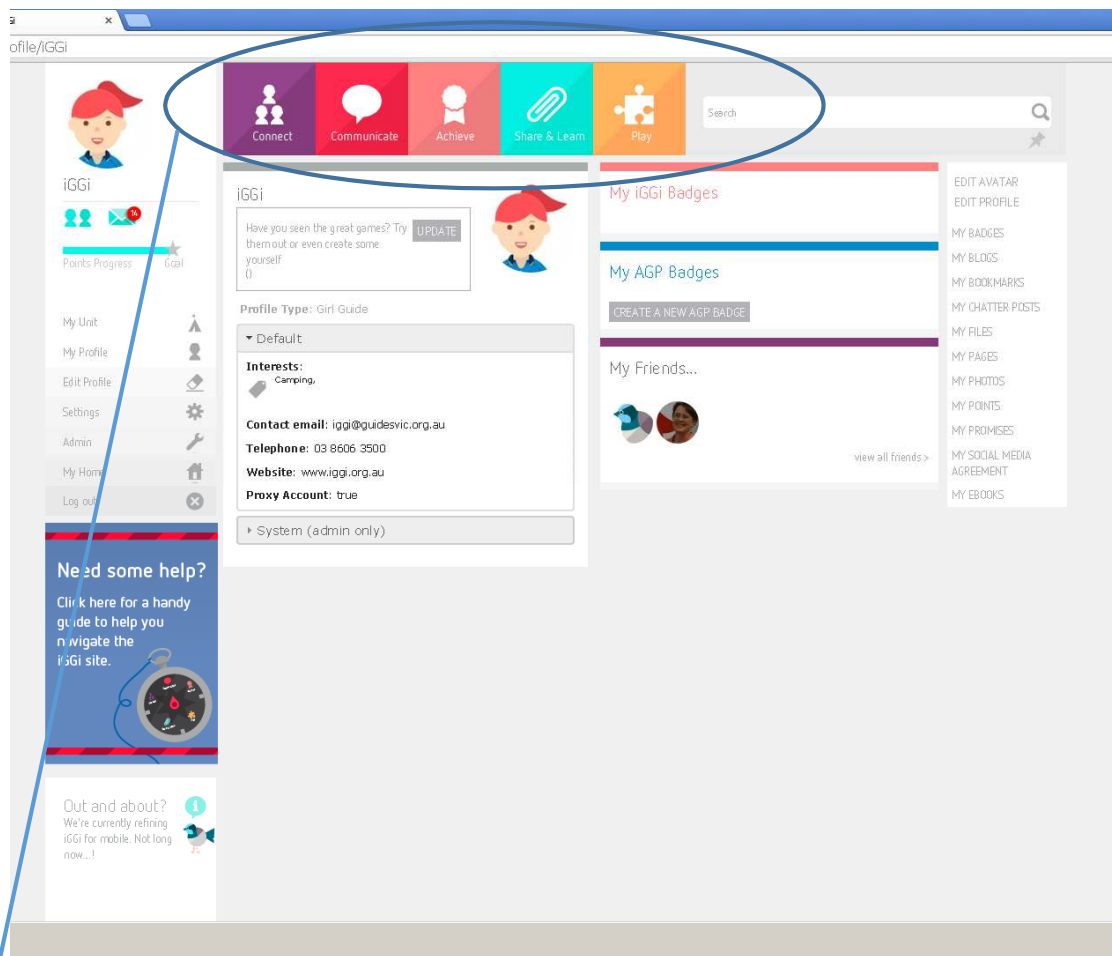 ofile/iGGi
Connect
Communicate
Achieve
Share & Learn
Play
Search
iGGi
14
Points Progress
Goal
My Unit
My Profile
Edit Profile
Settings
Admin
My Home
Log out
Need some help?
Click here for a handy
guide to help you
navigate the
iGGi site.
Out and about?
We're currently refining
iGGi for mobile. Not long
now...!
iGGi
Have you seen the great games? Try
them out or even create some
yourself
()
UPDATE
Profile Type: Girl Guide
Default
Interests:
Camping,
Contact email: iggi@guidesvic.org.au
Telephone: 03 8606 3500
Website: www.iggi.org.au
Proxy Account: true
System (admin only)
My iGGi Badges
My AGP Badges
CREATE A NEW AGP BADGE
My Friends...
view all friends >
EDIT AVATAR
EDIT PROFILE
MY BADGES
MY BLOGS
MY BOOKMARKS
MY CHATTER POSTS
MY FILES
MY PAGES
MY PHOTOS
MY POINTS
MY PROMISES
MY SOCIAL MEDIA
AGREEMENT
MY EBOOKS